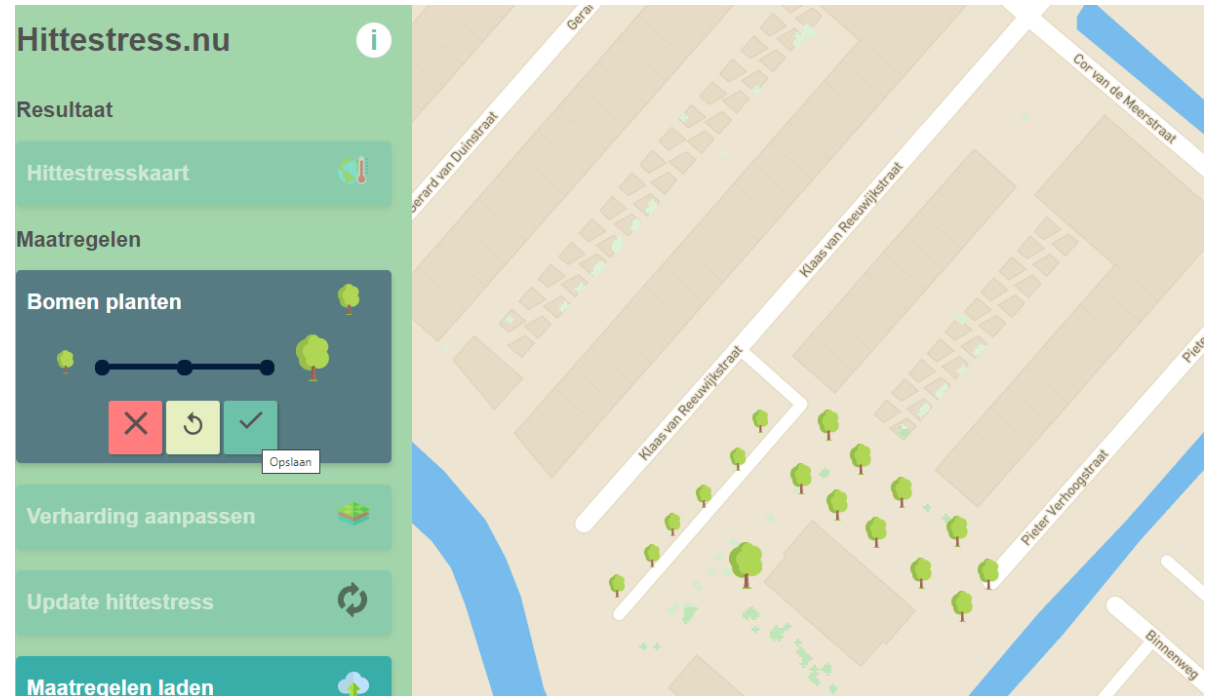 Hittestress.nu
i
Resultaat
Hittestresskaart
Maatregelen
Bomen planten
Opslaan
Verharding aanpassen
Update hittestress
Maatregelen laden
Gerard van Duinstraat
Klaas van Reeuwijkstraat
Cor van de Meerstraat
Klaas van Reeuwijkstraat
Pieter Verhoogstraat
Binnenweg